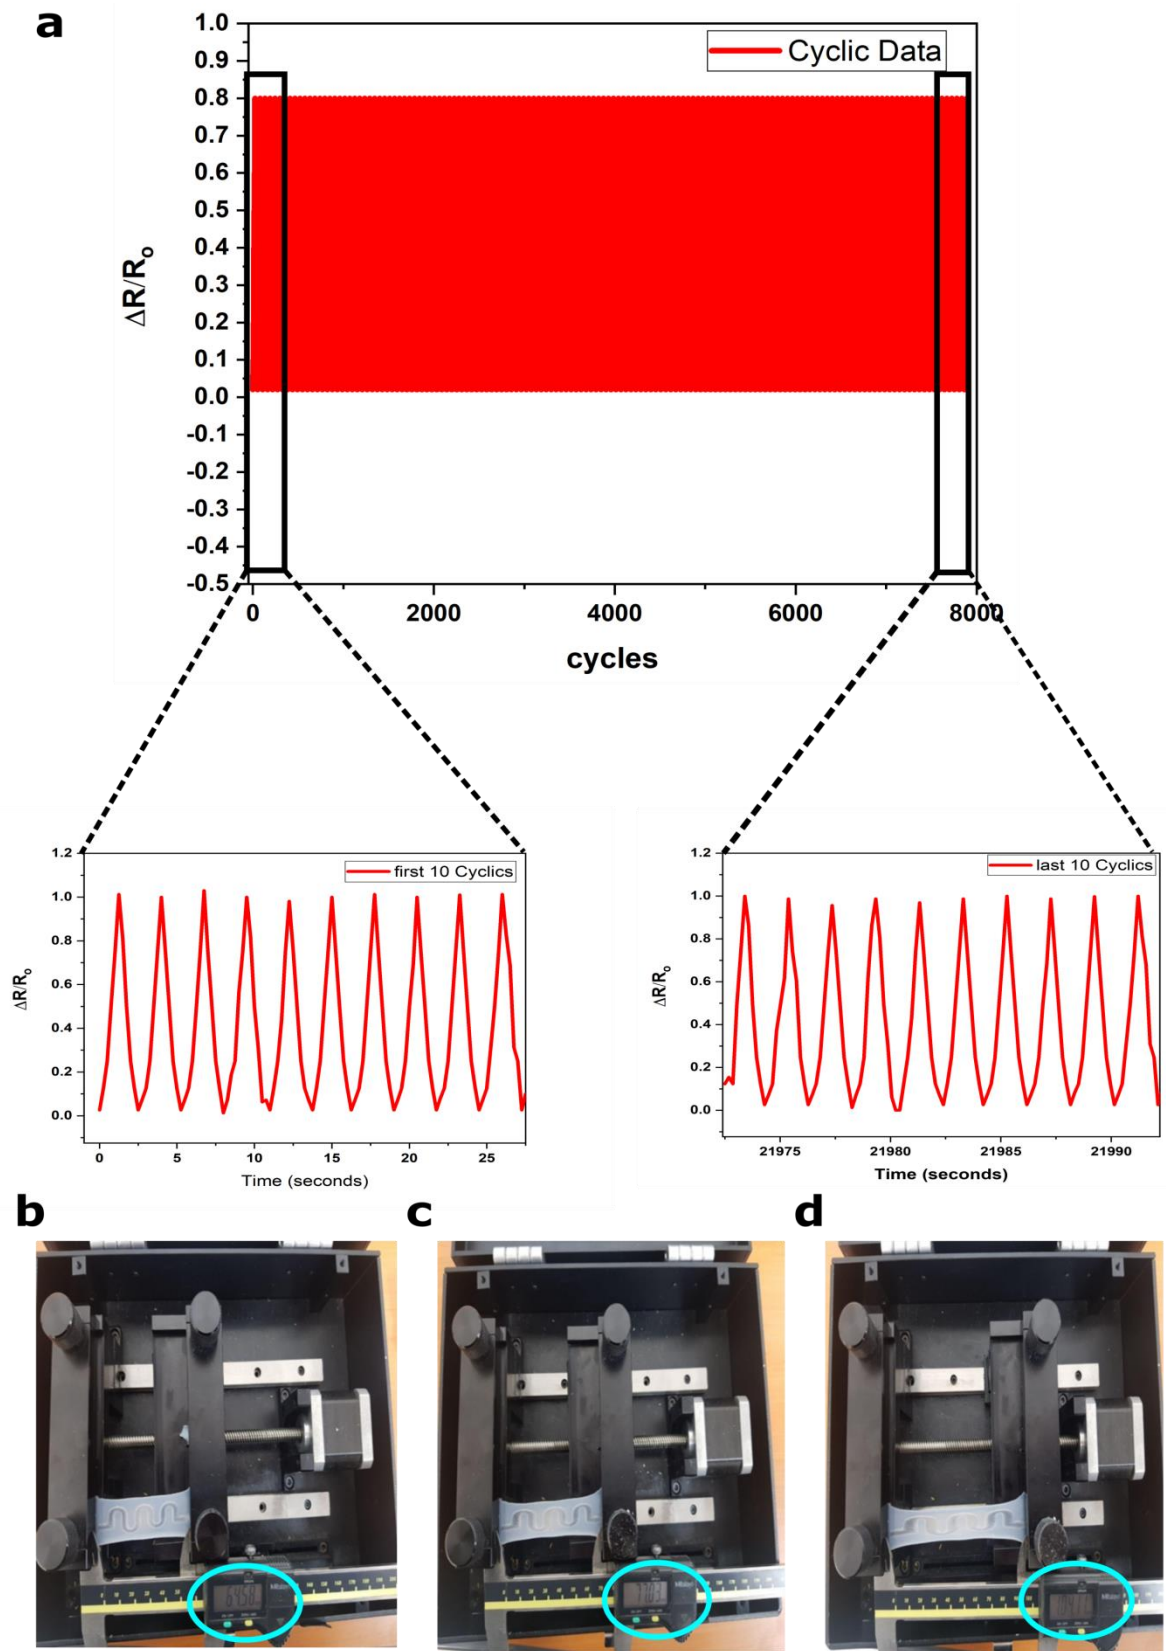 a
Cyclic Data
1.0
0.9
0.8
0.7
0.6
0.5
0.4
0.3
0.2
0.1
0.0
-0.1
-0.2
-0.3
-0.4
-0.5
ΔR/Ro
0 2000 4000 6000 8000
cycles
first 10 Cyclics
1.2
1.0
0.8
0.6
0.4
0.2
0.0
ΔR/Ro
0 5 10 15 20 25
Time (seconds)
last 10 Cyclics
1.2
1.0
0.8
0.6
0.4
0.2
0.0
ΔR/Ro
21975 21980 21985 21990
Time (seconds)
b c d